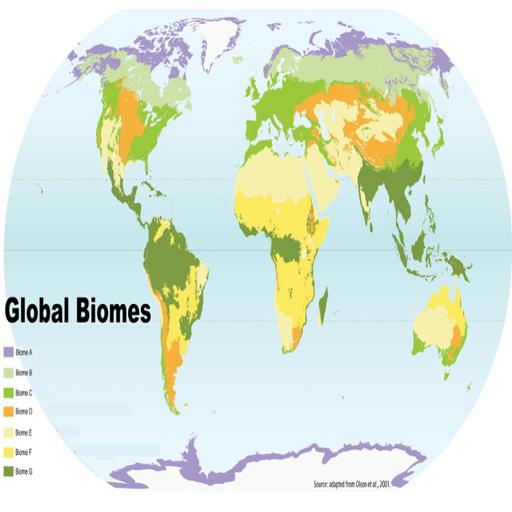 Global Biomes
Biome A
Biome B
Biome C
Biome D
Biome E
Biome F
Biome G
Source: adapted from Olson et al., 2001.